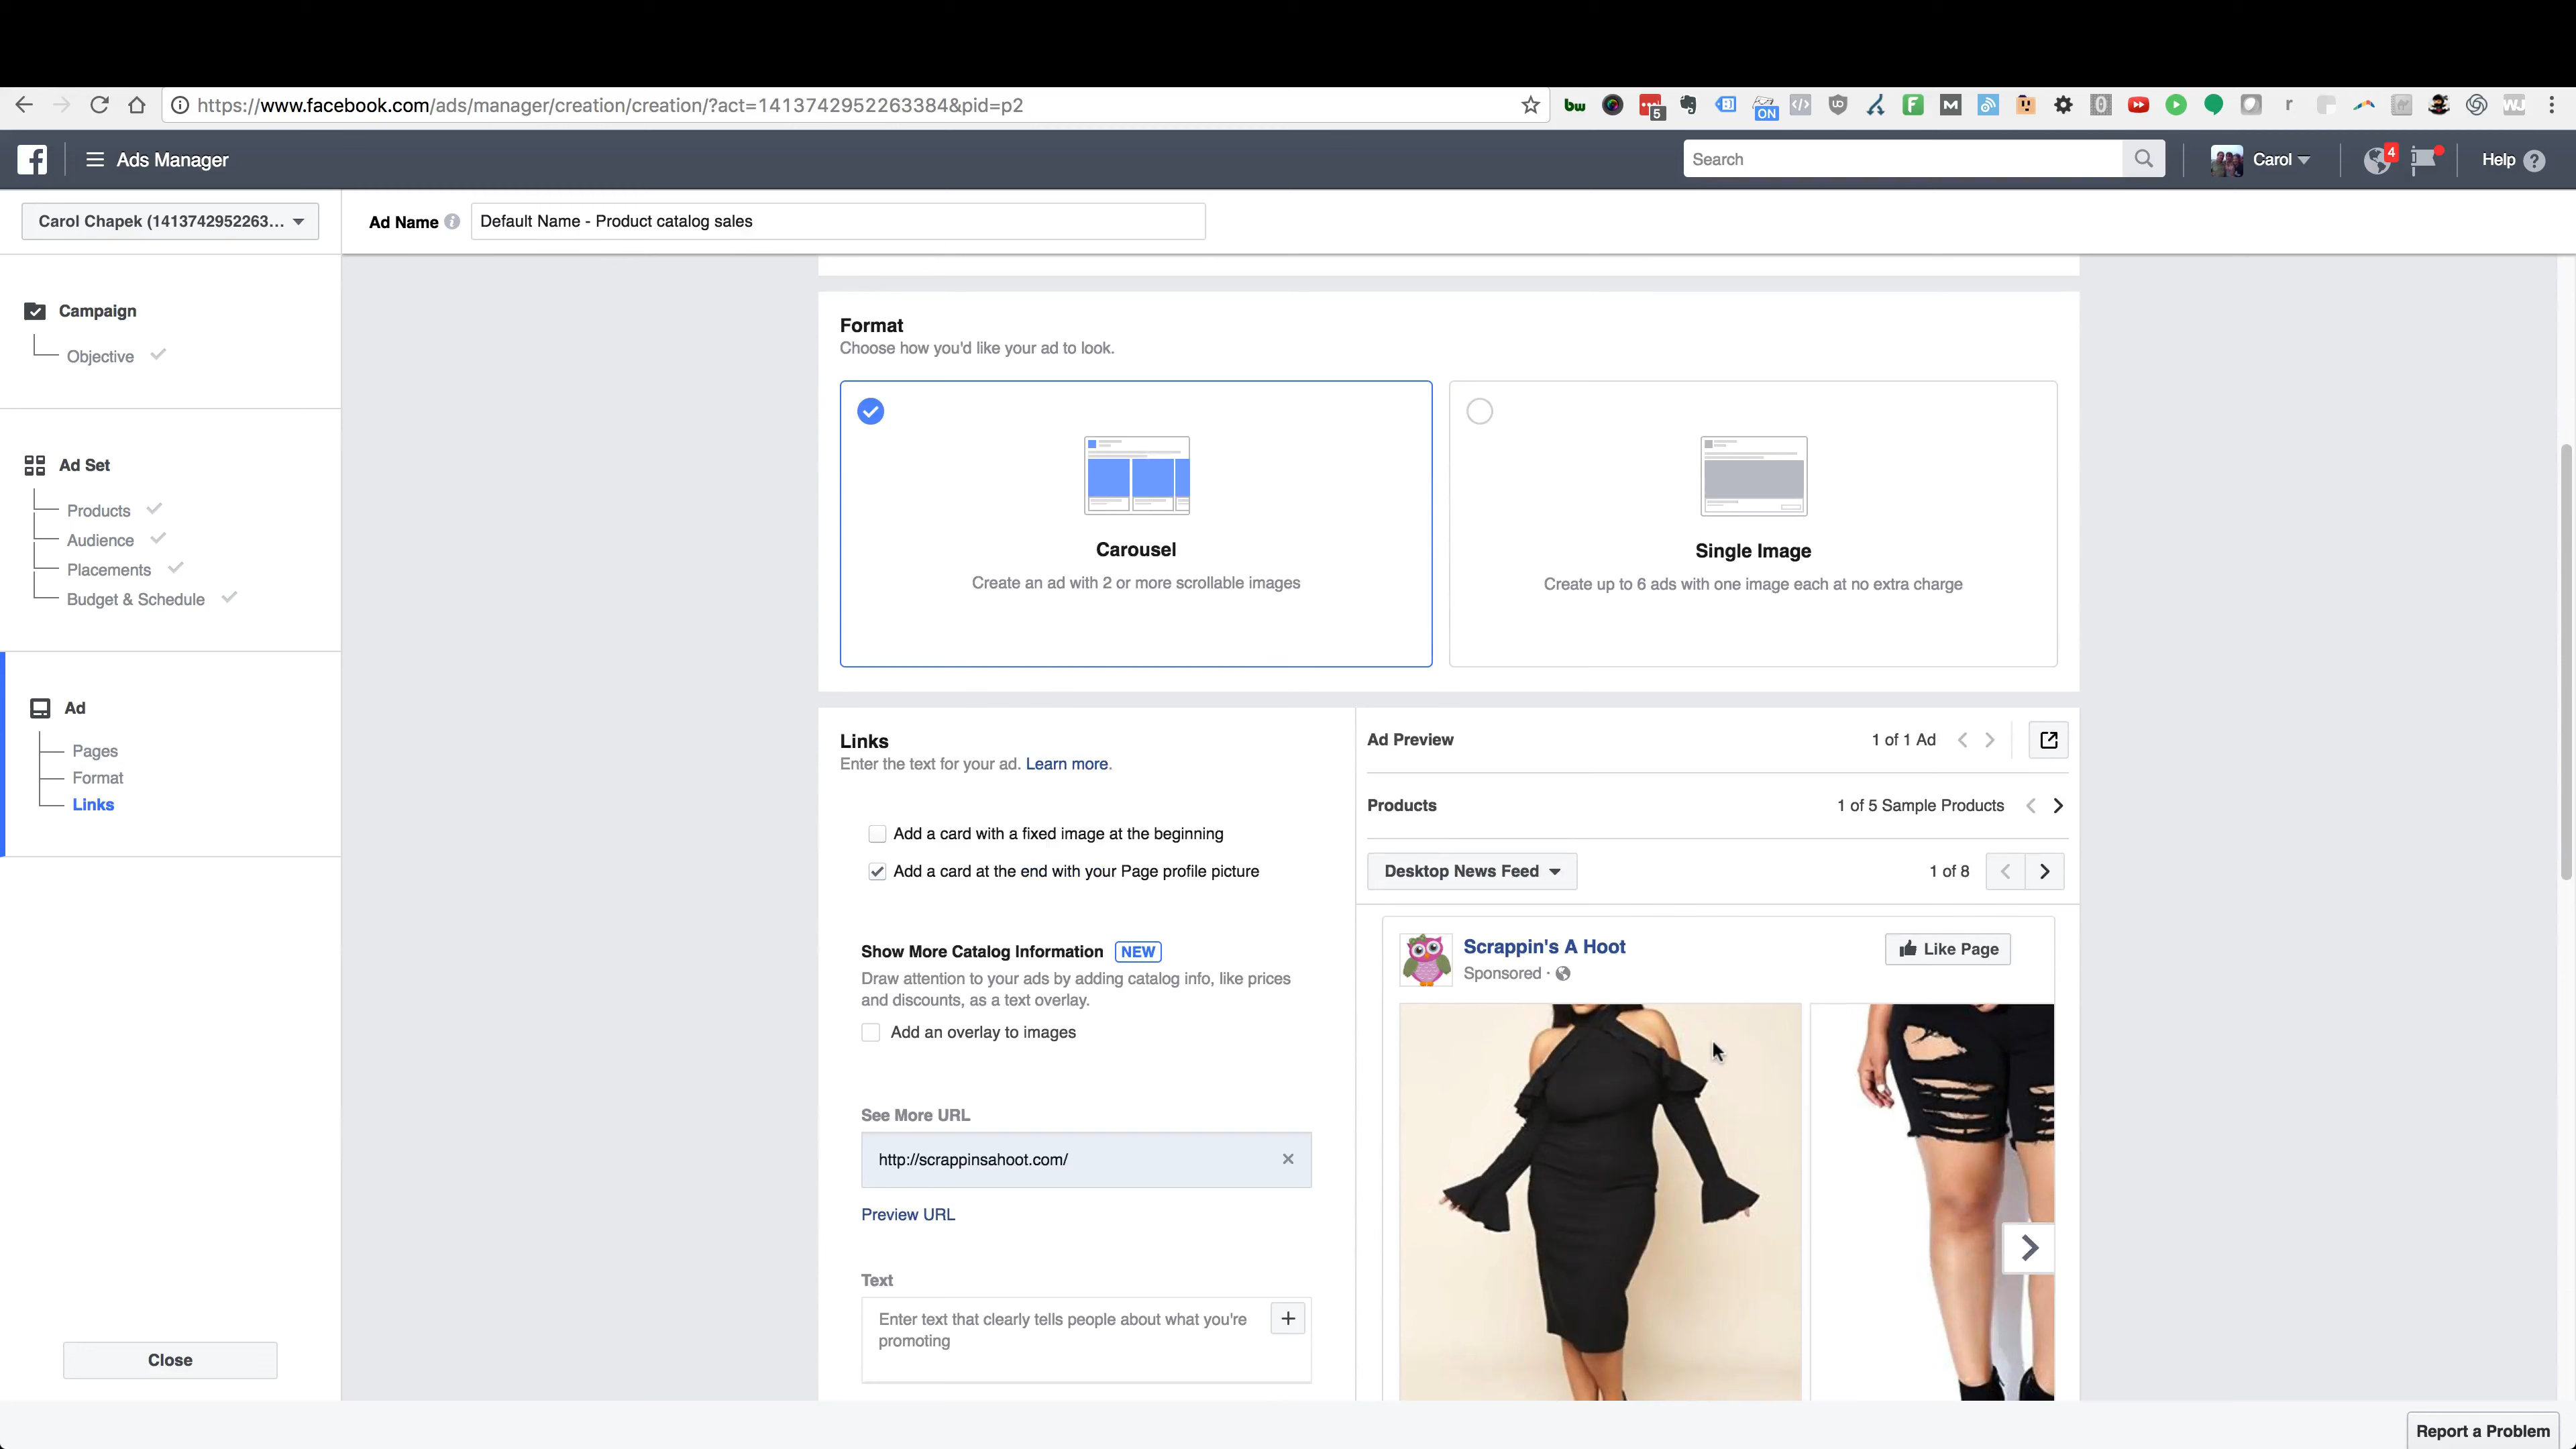 https://www.facebook.com/ads/manager/creation/creation/?act=1413742952263384&pid=p2
bw
5
ON
Ads Manager
Search
Carol
4
Help
Carol Chapek (1413742952263...
Ad Name
Default Name - Product catalog sales
Campaign
Objective
Ad Set
Products
Audience
Placements
Budget & Schedule
Ad
Pages
Format
Links
Close
Format
Choose how you'd like your ad to look.
Carousel
Create an ad with 2 or more scrollable images
Single Image
Create up to 6 ads with one image each at no extra charge
Links
Enter the text for your ad. Learn more.
Add a card with a fixed image at the beginning
Add a card at the end with your Page profile picture
Show More Catalog Information NEW
Draw attention to your ads by adding catalog info, like prices
and discounts, as a text overlay.
Add an overlay to images
See More URL
http://scrappinsahoot.com/
Preview URL
Text
Enter text that clearly tells people about what you're
promoting
Ad Preview
1 of 1 Ad
Products
1 of 5 Sample Products
Desktop News Feed
1 of 8
Scrappin's A Hoot
Sponsored ·
Like Page
Report a Problem